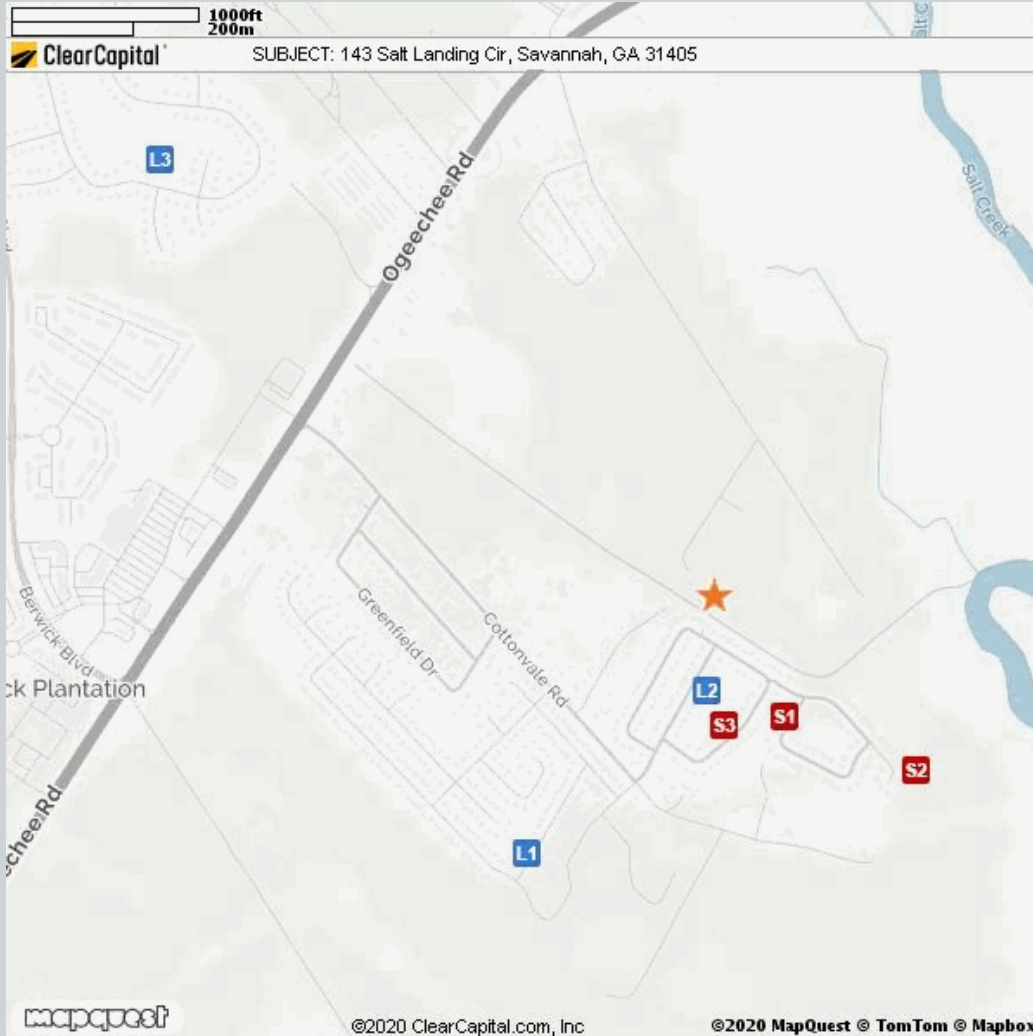 1000ft
200m
ClearCapital
SUBJECT: 143 Salt Landing Cir, Savannah, GA 31405
L3
Ogeechee Rd
Salt C
Salt Creek
Berwick Blvd
Greenfield Dr
Cottonvale Rd
ck Plantation
L2
S3
S1
S2
echee Rd
L1
mapquest
©2020 ClearCapital.com, Inc
©2020 MapQuest © TomTom © Mapbox